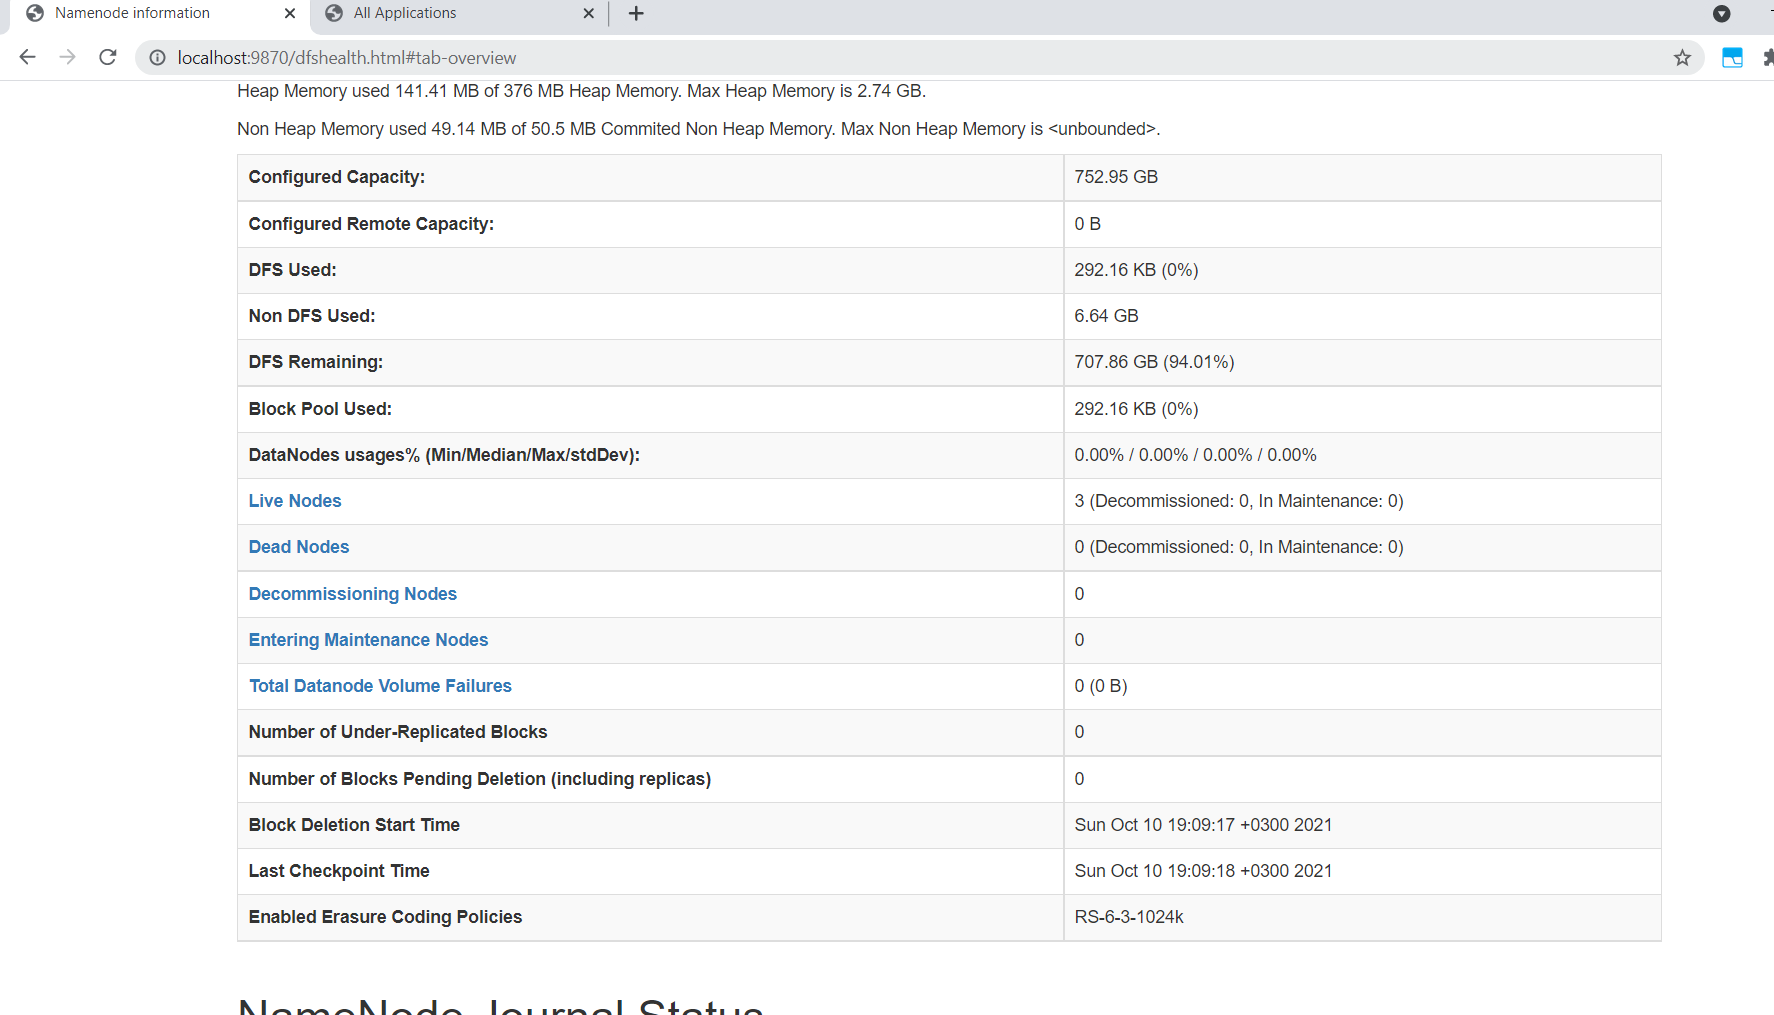 Namenode information
All Applications
localhost:9870/dfshealth.html#tab-overview
Heap Memory used 141.41 MB of 376 MB Heap Memory. Max Heap Memory is 2.74 GB.
Non Heap Memory used 49.14 MB of 50.5 MB Commited Non Heap Memory. Max Non Heap Memory is <unbounded>.
Configured Capacity: 752.95 GB
Configured Remote Capacity: 0 B
DFS Used: 292.16 KB (0%)
Non DFS Used: 6.64 GB
DFS Remaining: 707.86 GB (94.01%)
Block Pool Used: 292.16 KB (0%)
DataNodes usages% (Min/Median/Max/stdDev): 0.00% / 0.00% / 0.00% / 0.00%
Live Nodes 3 (Decommissioned: 0, In Maintenance: 0)
Dead Nodes 0 (Decommissioned: 0, In Maintenance: 0)
Decommissioning Nodes 0
Entering Maintenance Nodes 0
Total Datanode Volume Failures 0 (0 B)
Number of Under-Replicated Blocks 0
Number of Blocks Pending Deletion (including replicas) 0
Block Deletion Start Time Sun Oct 10 19:09:17 +0300 2021
Last Checkpoint Time Sun Oct 10 19:09:18 +0300 2021
Enabled Erasure Coding Policies RS-6-3-1024k
NameNode Journal Status